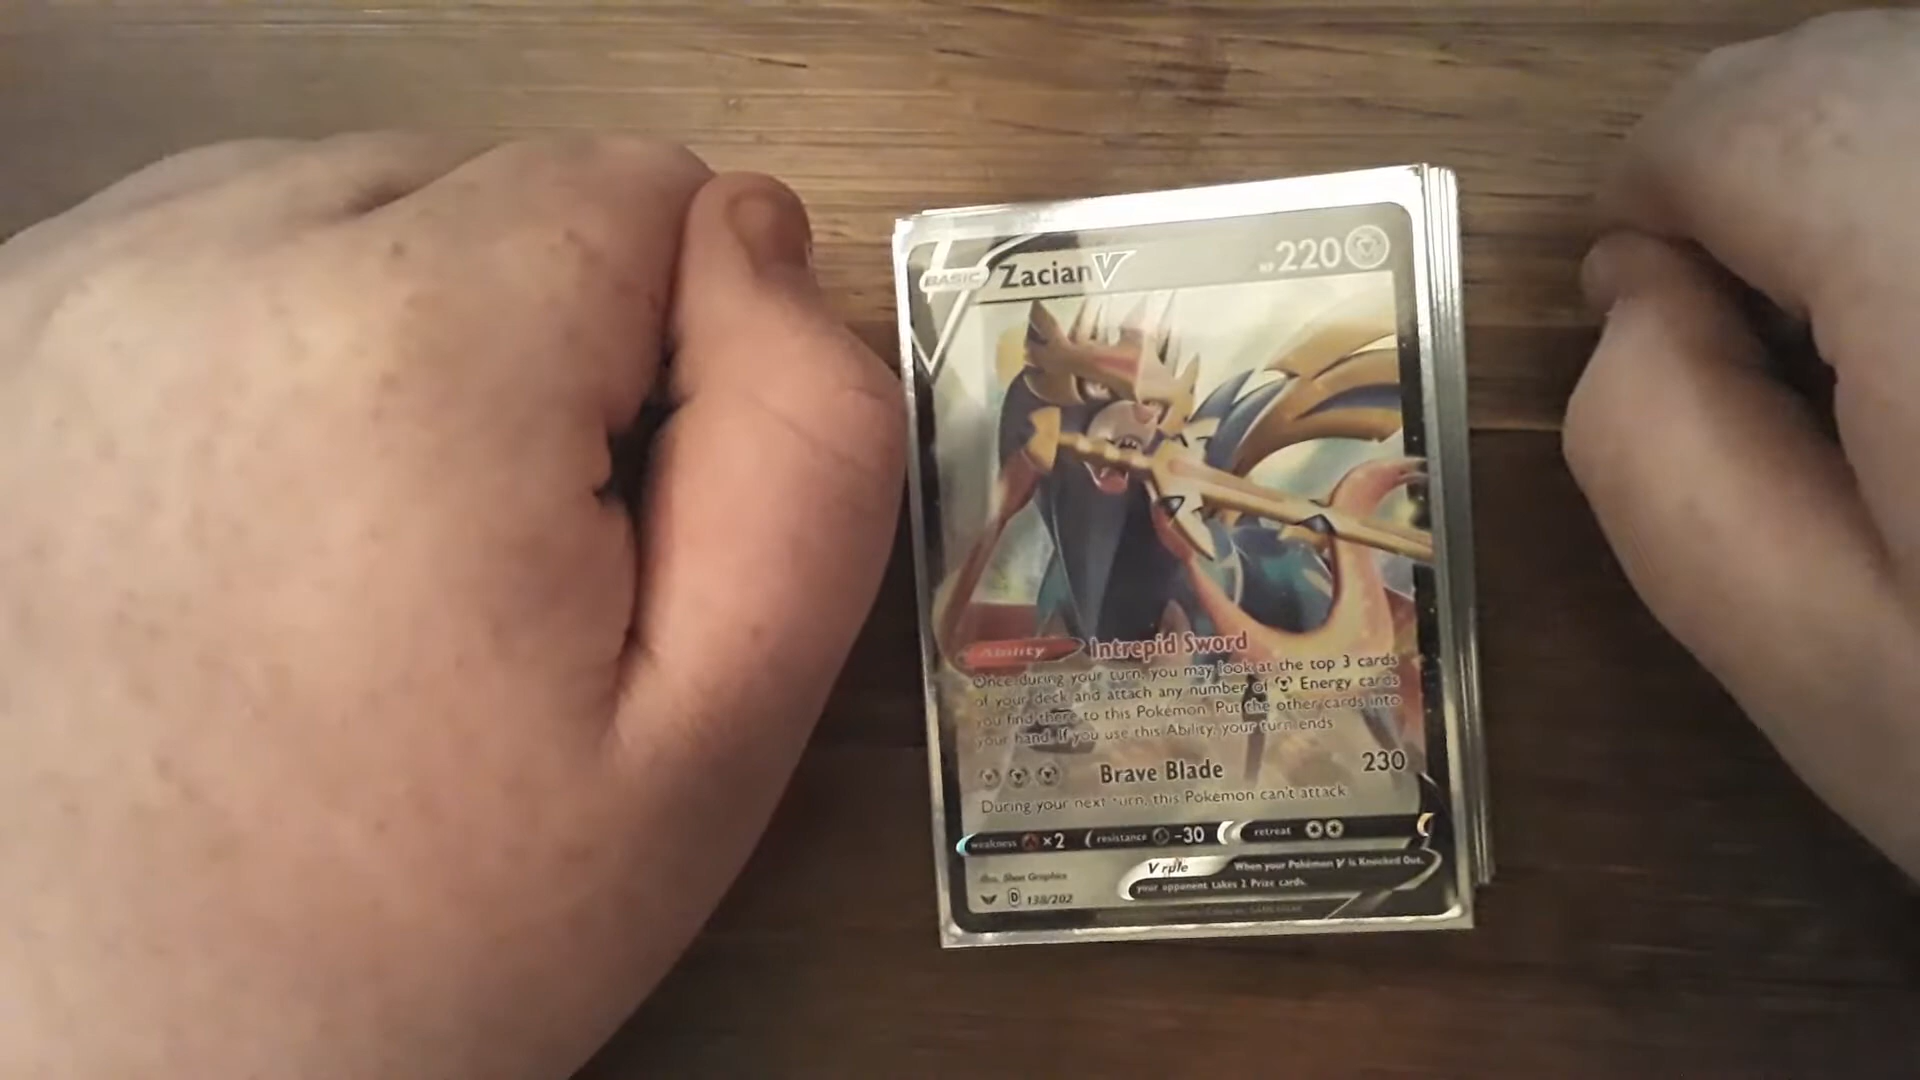 BASIC Zacian V HP 220
Ability Intrepid Sword
Once during your turn, you may look at the top 3 cards
of your deck and attach any number of Energy cards
you find there to this Pokémon. Put the other cards into
your hand. If you use this Ability, your turn ends.
Brave Blade 230
During your next turn, this Pokémon can't attack.
weakness ×2 resistance -30 retreat
V rule When your Pokémon V is Knocked Out,
your opponent takes 2 Prize cards.
Illus. Shon Graphics
D 138/202